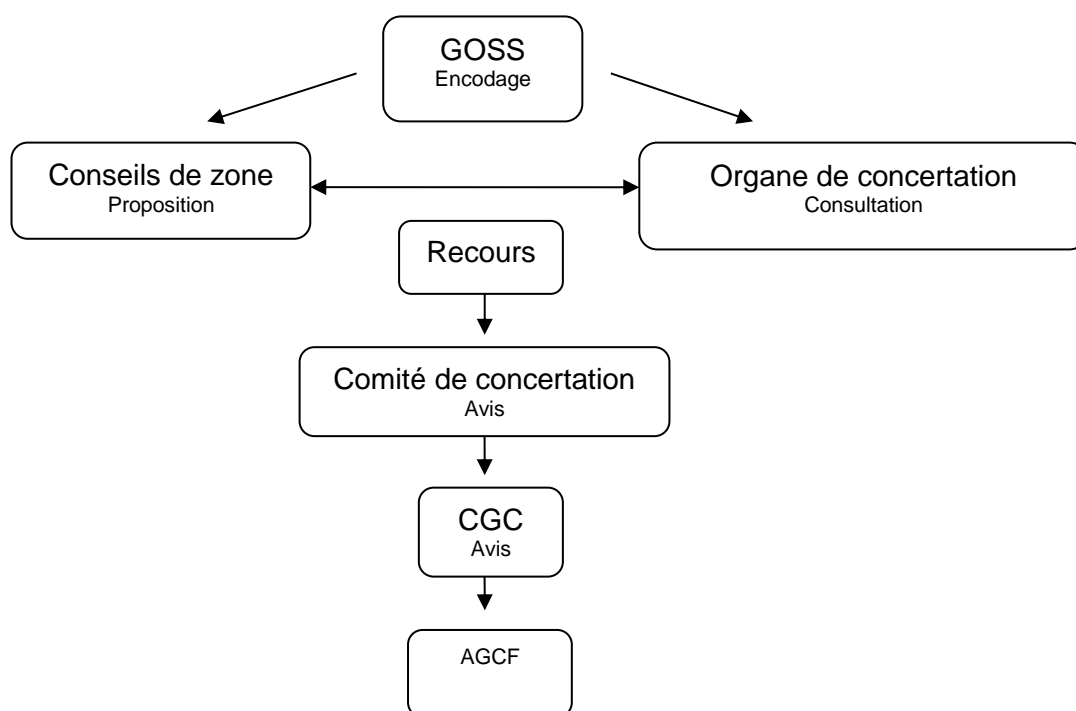 GOSS
Encodage
Conseils de zone
Proposition
Organe de concertation
Consultation
Recours
Comité de concertation
Avis
CGC
Avis
AGCF